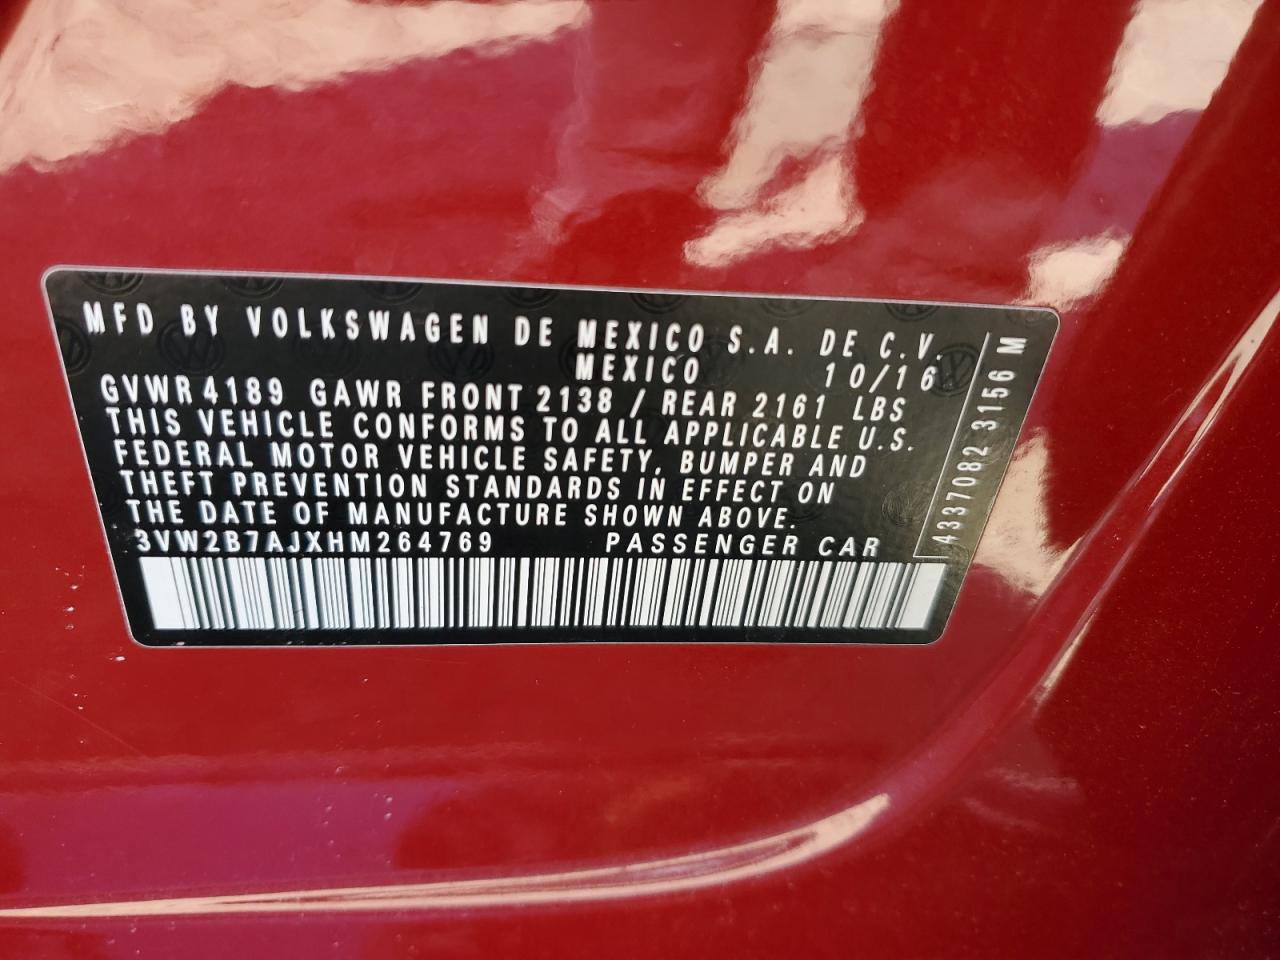 MFD BY VOLKSWAGEN DE MEXICO S.A. DE C.V.
MEXICO 10/16
GVWR 4189 GAWR FRONT 2138 / REAR 2161 LBS
THIS VEHICLE CONFORMS TO ALL APPLICABLE U.S.
FEDERAL MOTOR VEHICLE SAFETY, BUMPER AND
THEFT PREVENTION STANDARDS IN EFFECT ON
THE DATE OF MANUFACTURE SHOWN ABOVE.
3VW2B7AJXHM264769 PASSENGER CAR
4337082 3156 M